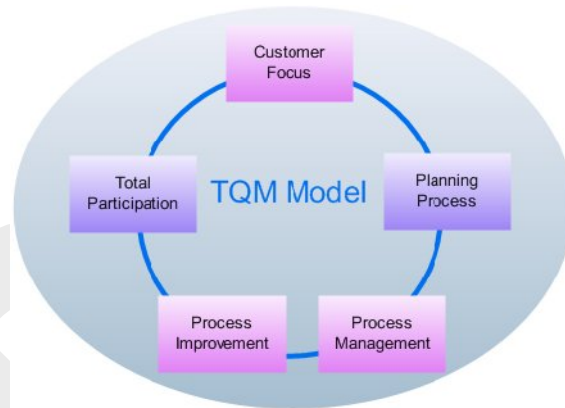 Customer
Focus
Total
Participation
TQM Model
Planning
Process
Process
Improvement
Process
Management